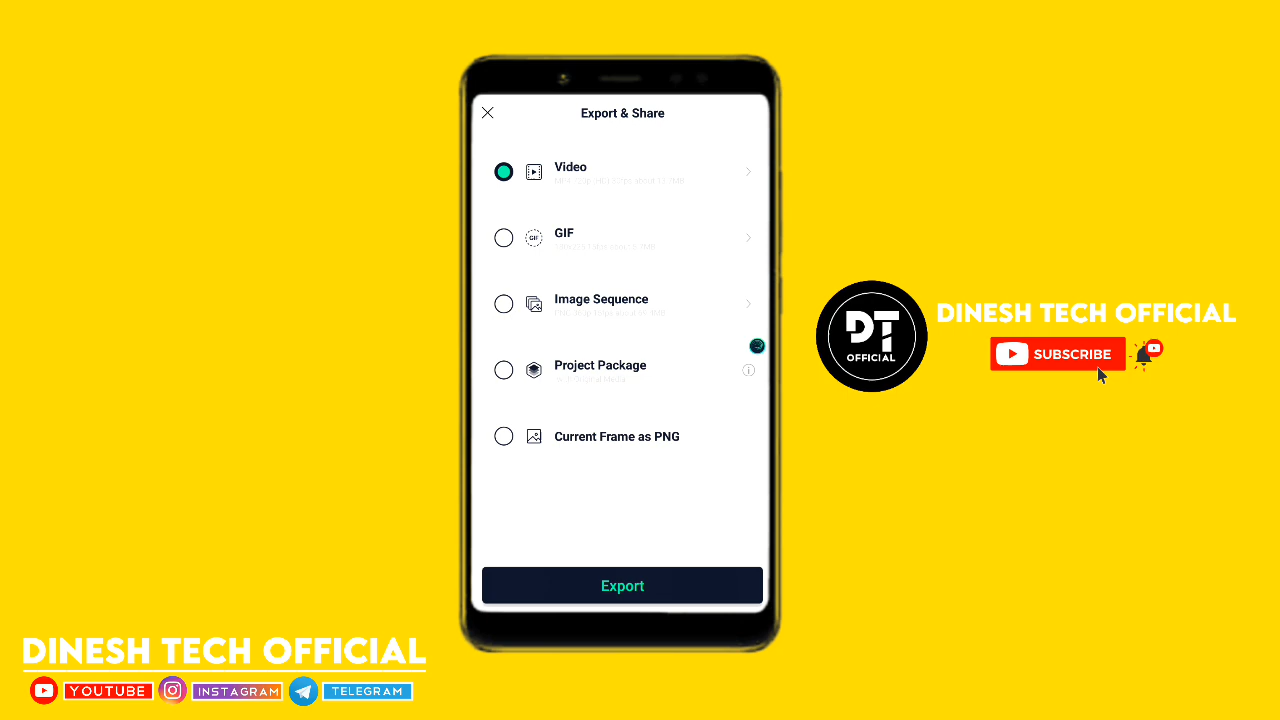 Export & Share
Video
GIF
GIF
Image Sequence
Project Package
Current Frame as PNG
Export
DT
OFFICIAL
DINESH TECH OFFICIAL
SUBSCRIBE
DINESH TECH OFFICIAL
YOUTUBE
INSTAGRAM
TELEGRAM